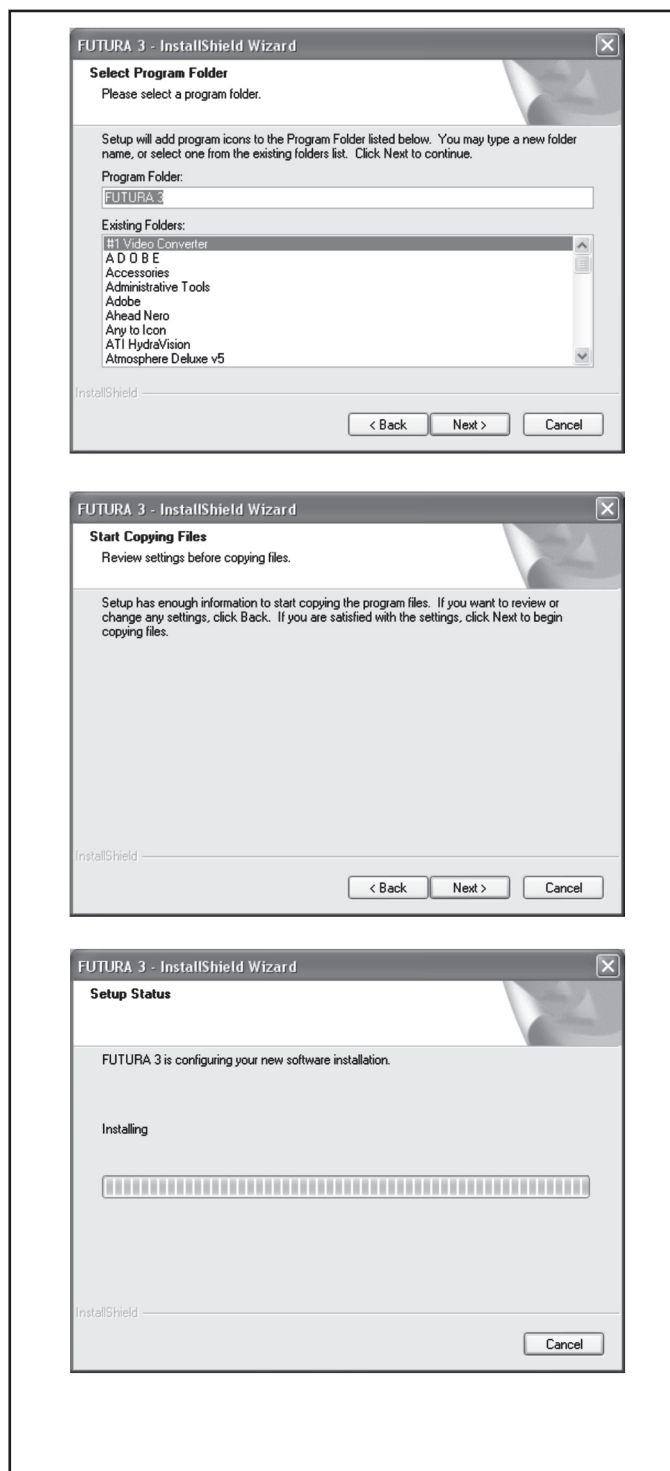 FUTURA 3 - InstallShield Wizard
Select Program Folder
Please select a program folder.
Setup will add program icons to the Program Folder listed below. You may type a new folder
name, or select one from the existing folders list. Click Next to continue.
Program Folder:
FUTURA 3
Existing Folders:
#1 Video Converter
A D O B E
Accessories
Administrative Tools
Adobe
Ahead Nero
Any to Icon
ATI HydraVision
Atmosphere Deluxe v5
InstallShield
< Back Next > Cancel
FUTURA 3 - InstallShield Wizard
Start Copying Files
Review settings before copying files.
Setup has enough information to start copying the program files. If you want to review or
change any settings, click Back. If you are satisfied with the settings, click Next to begin
copying files.
InstallShield
< Back Next > Cancel
FUTURA 3 - InstallShield Wizard
Setup Status
FUTURA 3 is configuring your new software installation.
Installing
InstallShield
Cancel